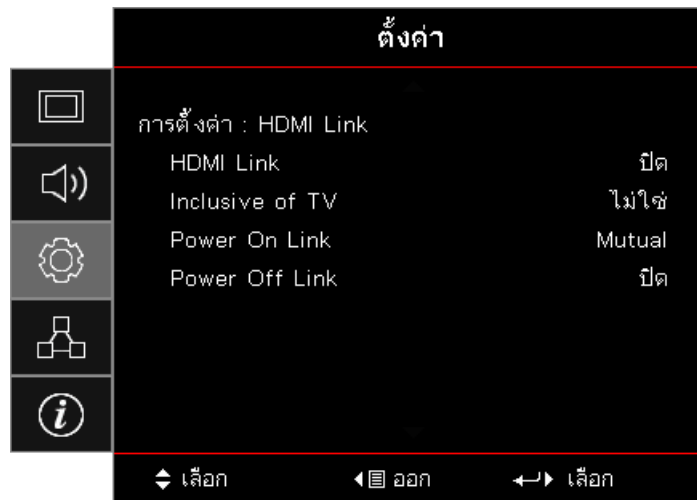 ตั้งค่า
การตั้งค่า : HDMI Link
HDMI Link ปิด
Inclusive of TV ไม่ใช่
Power On Link Mutual
Power Off Link ปิด
เลือก ออก เลือก